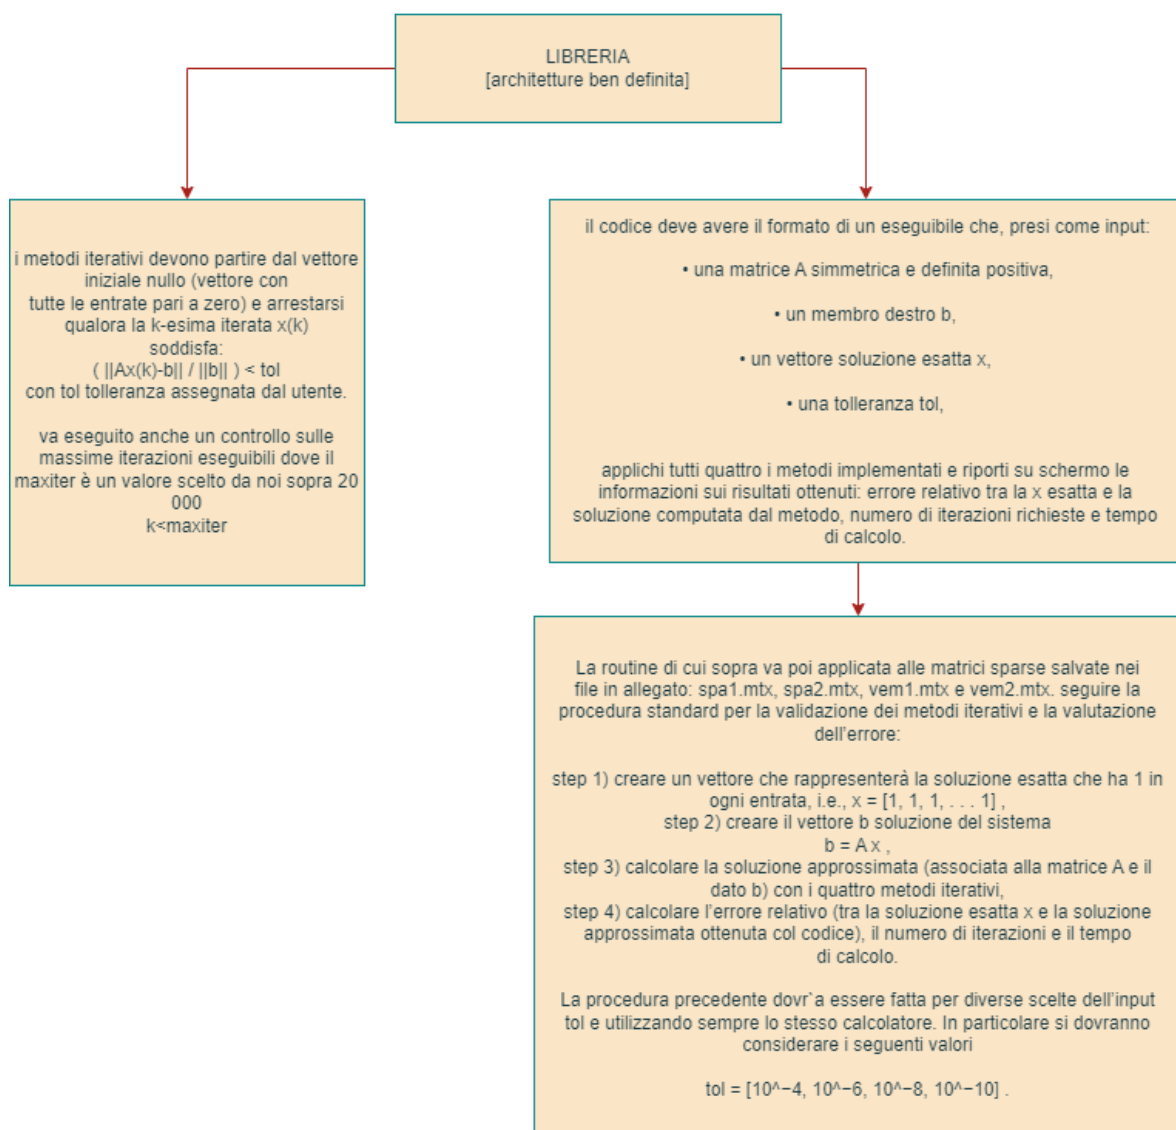 LIBRERIA
[architetture ben definita]
i metodi iterativi devono partire dal vettore
iniziale nullo (vettore con
tutte le entrate pari a zero) e arrestarsi
qualora la k-esima iterata x(k)
soddisfa:
( ||Ax(k)-b|| / ||b|| ) < tol
con tol tolleranza assegnata dal utente.
va eseguito anche un controllo sulle
massime iterazioni eseguibili dove il
maxiter è un valore scelto da noi sopra 20
000
k<maxiter
il codice deve avere il formato di un eseguibile che, presi come input:
• una matrice A simmetrica e definita positiva,
• un membro destro b,
• un vettore soluzione esatta x,
• una tolleranza tol,
applichi tutti quattro i metodi implementati e riporti su schermo le
informazioni sui risultati ottenuti: errore relativo tra la x esatta e la
soluzione computata dal metodo, numero di iterazioni richieste e tempo
di calcolo.
La routine di cui sopra va poi applicata alle matrici sparse salvate nei
file in allegato: spa1.mtx, spa2.mtx, vem1.mtx e vem2.mtx. seguire la
procedura standard per la validazione dei metodi iterativi e la valutazione
dell'errore:
step 1) creare un vettore che rappresenterà la soluzione esatta che ha 1 in
ogni entrata, i.e., x = [1, 1, 1, . . . 1] ,
step 2) creare il vettore b soluzione del sistema
b = A x ,
step 3) calcolare la soluzione approssimata (associata alla matrice A e il
dato b) con i quattro metodi iterativi,
step 4) calcolare l'errore relativo (tra la soluzione esatta x e la soluzione
approssimata ottenuta col codice), il numero di iterazioni e il tempo
di calcolo.
La procedura precedente dovr`a essere fatta per diverse scelte dell'input
tol e utilizzando sempre lo stesso calcolatore. In particolare si dovranno
considerare i seguenti valori
tol = [10^−4, 10^−6, 10^−8, 10^−10] .